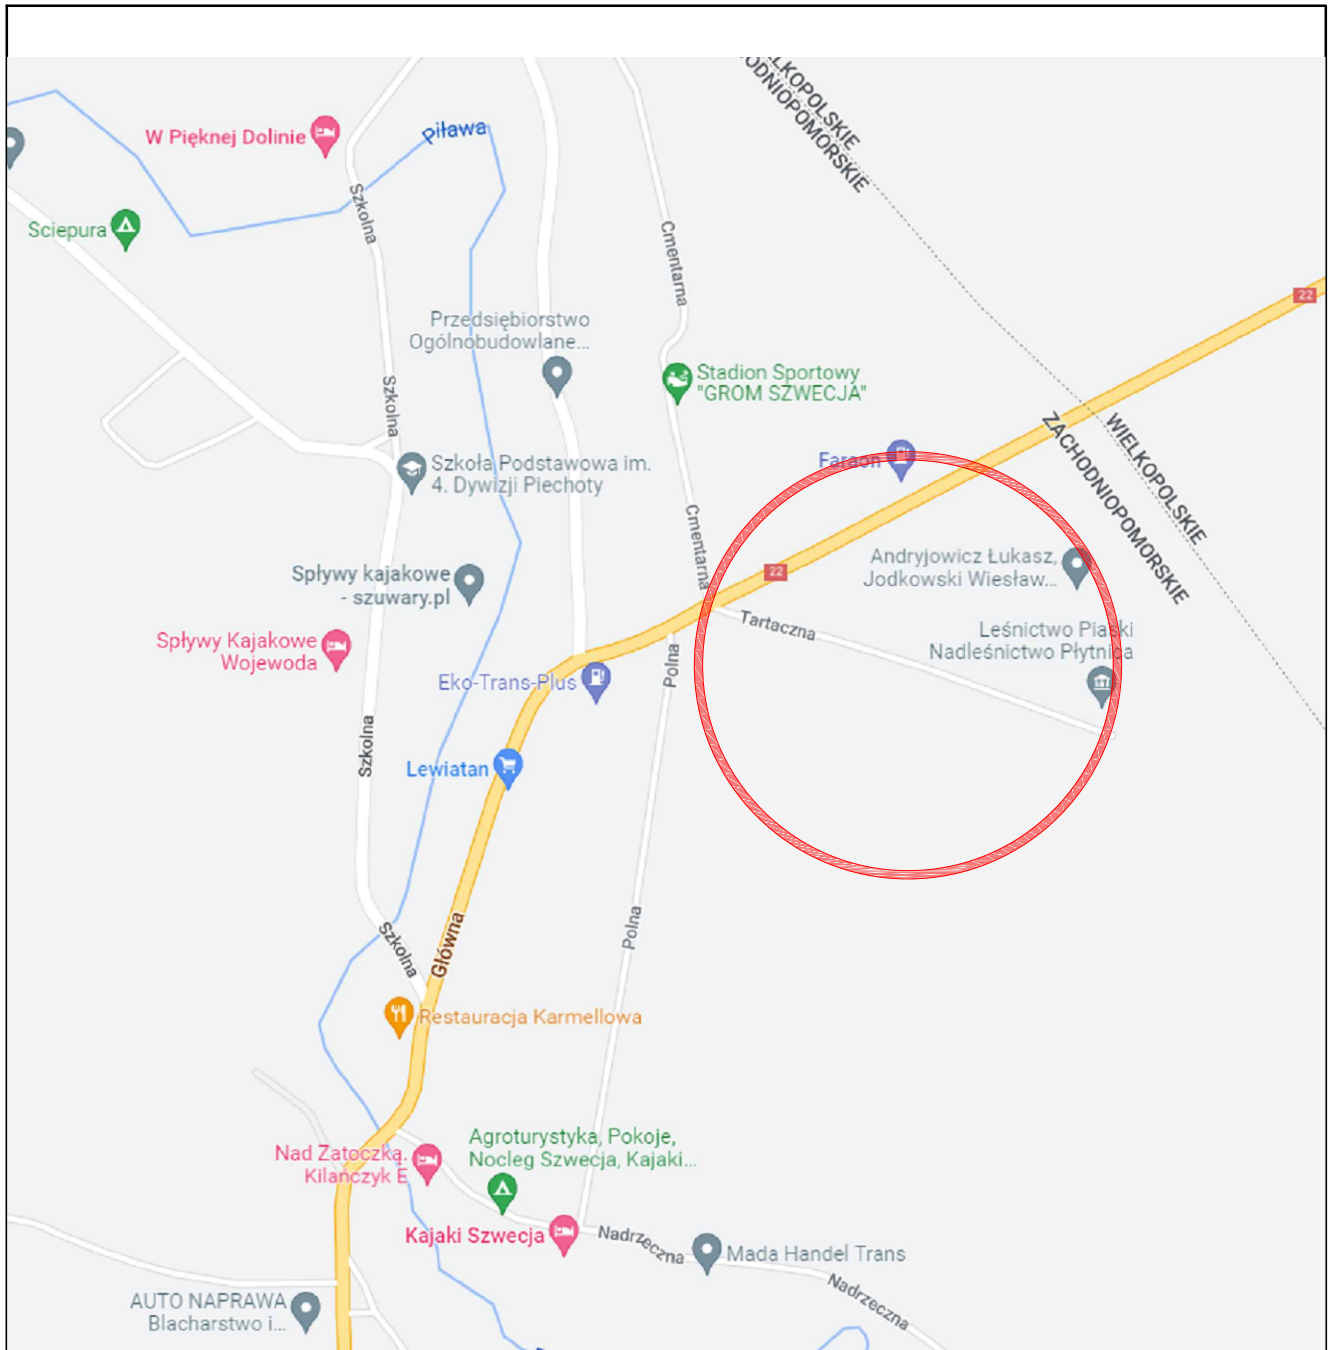 WIELKOPOLSKIE
ZACHODNIOPOMORSKIE
W Pięknej Dolinie
Piława
Szkolna
Sciepura
Cmentarna
22
Przedsiębiorstwo
Ogólnobudowlane...
Stadion Sportowy
"GROM SZWECJA"
Szkolna
WIELKOPOLSKIE
ZACHODNIOPOMORSKIE
Faraon
Szkoła Podstawowa im.
4. Dywizji Piechoty
Cmentarna
Andryjowicz Łukasz,
Jodkowski Wiesław...
22
Spływy kajakowe
- szuwary.pl
Tartaczna
Leśnictwo Piaski
Nadleśnictwo Płytnica
Spływy Kajakowe
Wojewoda
Polna
Eko-Trans-Plus
Szkolna
Lewiatan
Polna
Szkolna
Główna
Restauracja Karmellowa
Agroturystyka, Pokoje,
Nocleg Szwecja, Kajaki...
Nad Zatoczką.
Kilańczyk E
Kajaki Szwecja
Nadrzeczna
Mada Handel Trans
Nadrzeczna
AUTO NAPRAWA
Blacharstwo i...